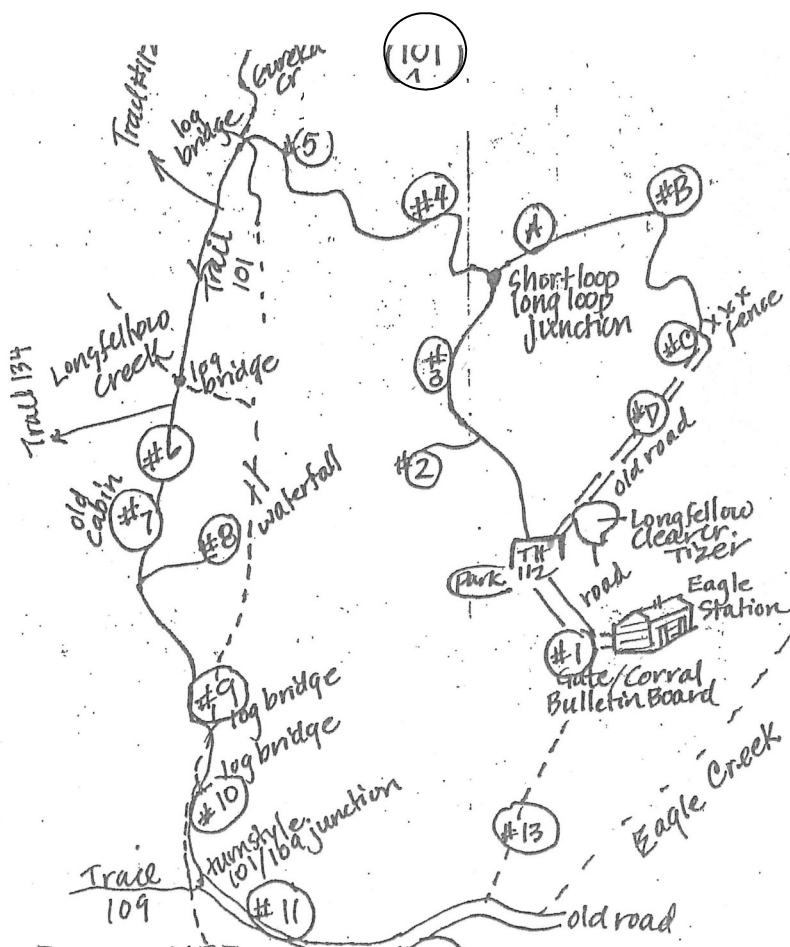 101
Eureka
Cr
log
bridge
#5
#4
A
#B
Trail
101
short loop
long loop
junction
xxx
fence
#C
Longfellow
Creek
log
bridge
#3
Trail 134
#D
old road
#6
#2
old
cabin
#7
#8
waterfall
Longfellow
Clear Cr.
Tizer
TH
112
Park
road
Eagle
Station
#1
Gate/Corral
Bulletin Board
#9
log bridge
log bridge
#10
Eagle Creek
#13
turnstyle
101/109 junction
Trail
109
#11
old road